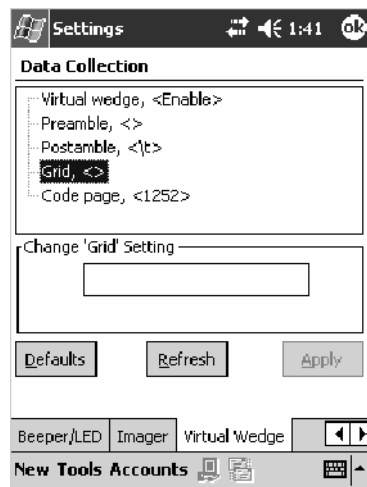 Settings 1:41 ok
Data Collection
Virtual wedge, <Enable>
Preamble, <>
Postamble, <\t>
Grid, <>
Code page, <1252>
Change 'Grid' Setting
Defaults Refresh Apply
Beeper/LED Imager Virtual Wedge
New Tools Accounts